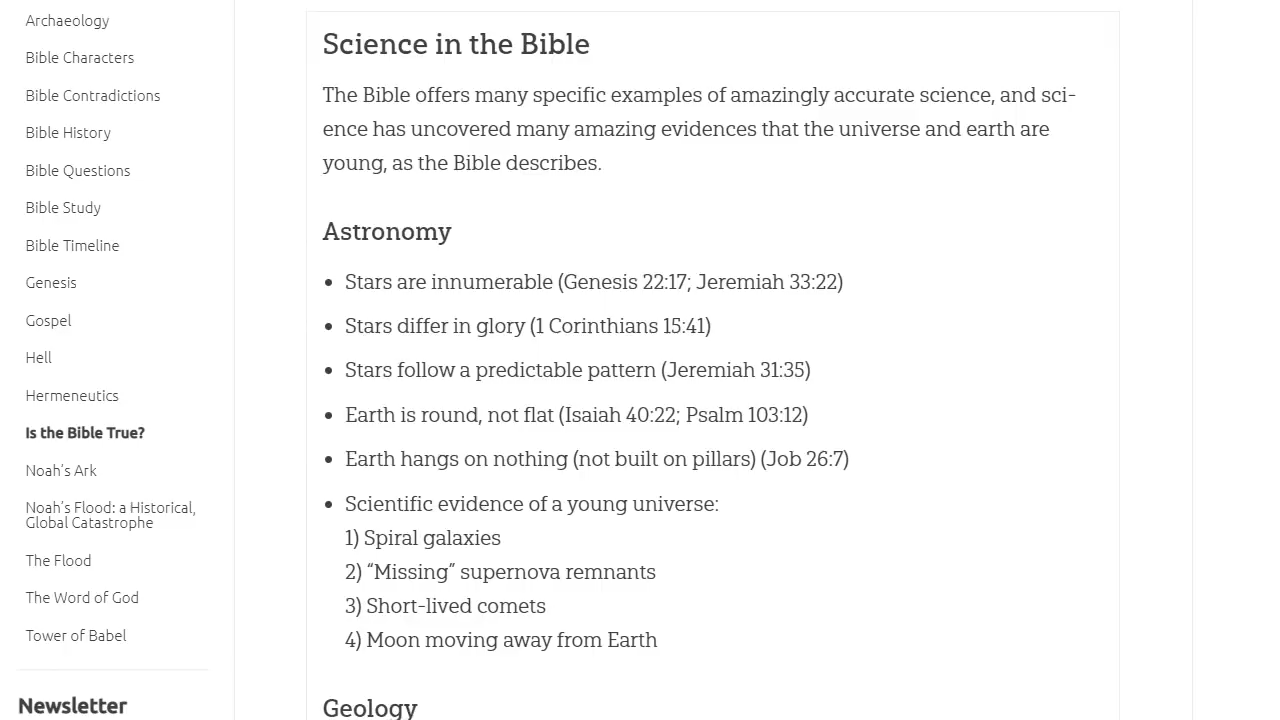 Archaeology
Bible Characters
Bible Contradictions
Bible History
Bible Questions
Bible Study
Bible Timeline
Genesis
Gospel
Hell
Hermeneutics
Is the Bible True?
Noah’s Ark
Noah’s Flood: a Historical,
Global Catastrophe
The Flood
The Word of God
Tower of Babel
Newsletter
Science in the Bible
The Bible offers many specific examples of amazingly accurate science, and sci-
ence has uncovered many amazing evidences that the universe and earth are
young, as the Bible describes.
Astronomy
• Stars are innumerable (Genesis 22:17; Jeremiah 33:22)
• Stars differ in glory (1 Corinthians 15:41)
• Stars follow a predictable pattern (Jeremiah 31:35)
• Earth is round, not flat (Isaiah 40:22; Psalm 103:12)
• Earth hangs on nothing (not built on pillars) (Job 26:7)
• Scientific evidence of a young universe:
1) Spiral galaxies
2) “Missing” supernova remnants
3) Short-lived comets
4) Moon moving away from Earth
Geology